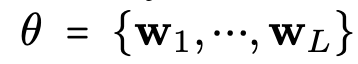 θ = {w₁,⋯,w_L}